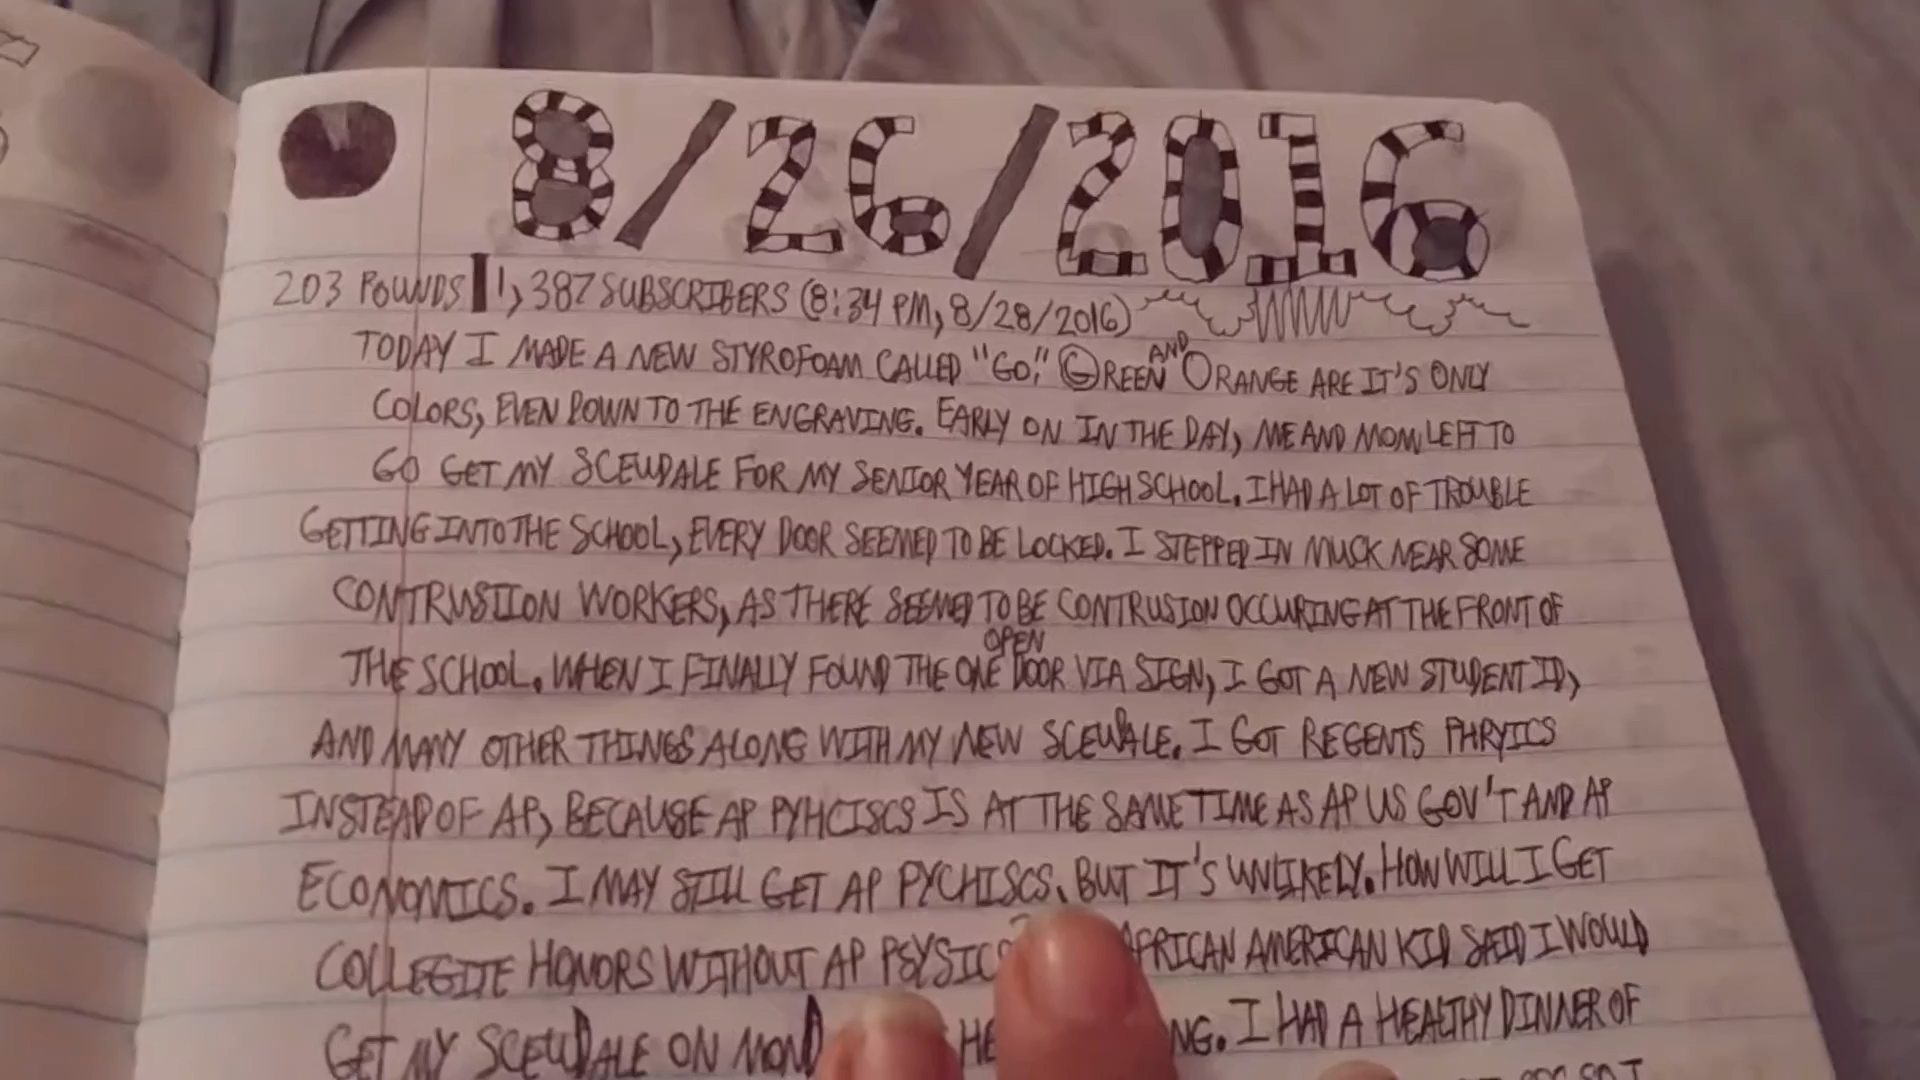 8/26/2016
203 POUNDS 1,387 SUBSCRIBERS (8:34 PM, 8/28/2016)
TODAY I MADE A NEW STYROFOAM CALLED "GO." GREEN AND ORANGE ARE IT'S ONLY
COLORS, EVEN DOWN TO THE ENGRAVING. EARLY ON IN THE DAY, ME AND MOM LEFT TO
GO GET MY SCEWDALE FOR MY SENIOR YEAR OF HIGH SCHOOL. I HAD A LOT OF TROUBLE
GETTING INTO THE SCHOOL, EVERY DOOR SEEMED TO BE LOCKED. I STEPPED IN MUCK NEAR SOME
CONTRUSTION WORKERS, AS THERE SEEMED TO BE CONTRUSION OCCURING AT THE FRONT OF
THE SCHOOL. WHEN I FINALLY FOUND THE ONE OPEN DOOR VIA SIGN, I GOT A NEW STUDENT ID,
AND MANY OTHER THINGS ALONG WITH MY NEW SCEWDALE. I GOT REGENTS PHRYICS
INSTEAD OF AP, BECAUSE AP PYHCISCS IS AT THE SAME TIME AS AP US GOV'T AND AP
ECONOMICS. I MAY STILL GET AP PYCHISCS, BUT IT'S UNLIKELY. HOW WILL I GET
COLLEGITE HONORS WITHOUT AP PSYSICS? AFRICAN AMERICAN KID SAID I WOULD
GET MY SCEWDALE ON MOND HE NG. I HAD A HEALTHY DINNER OF